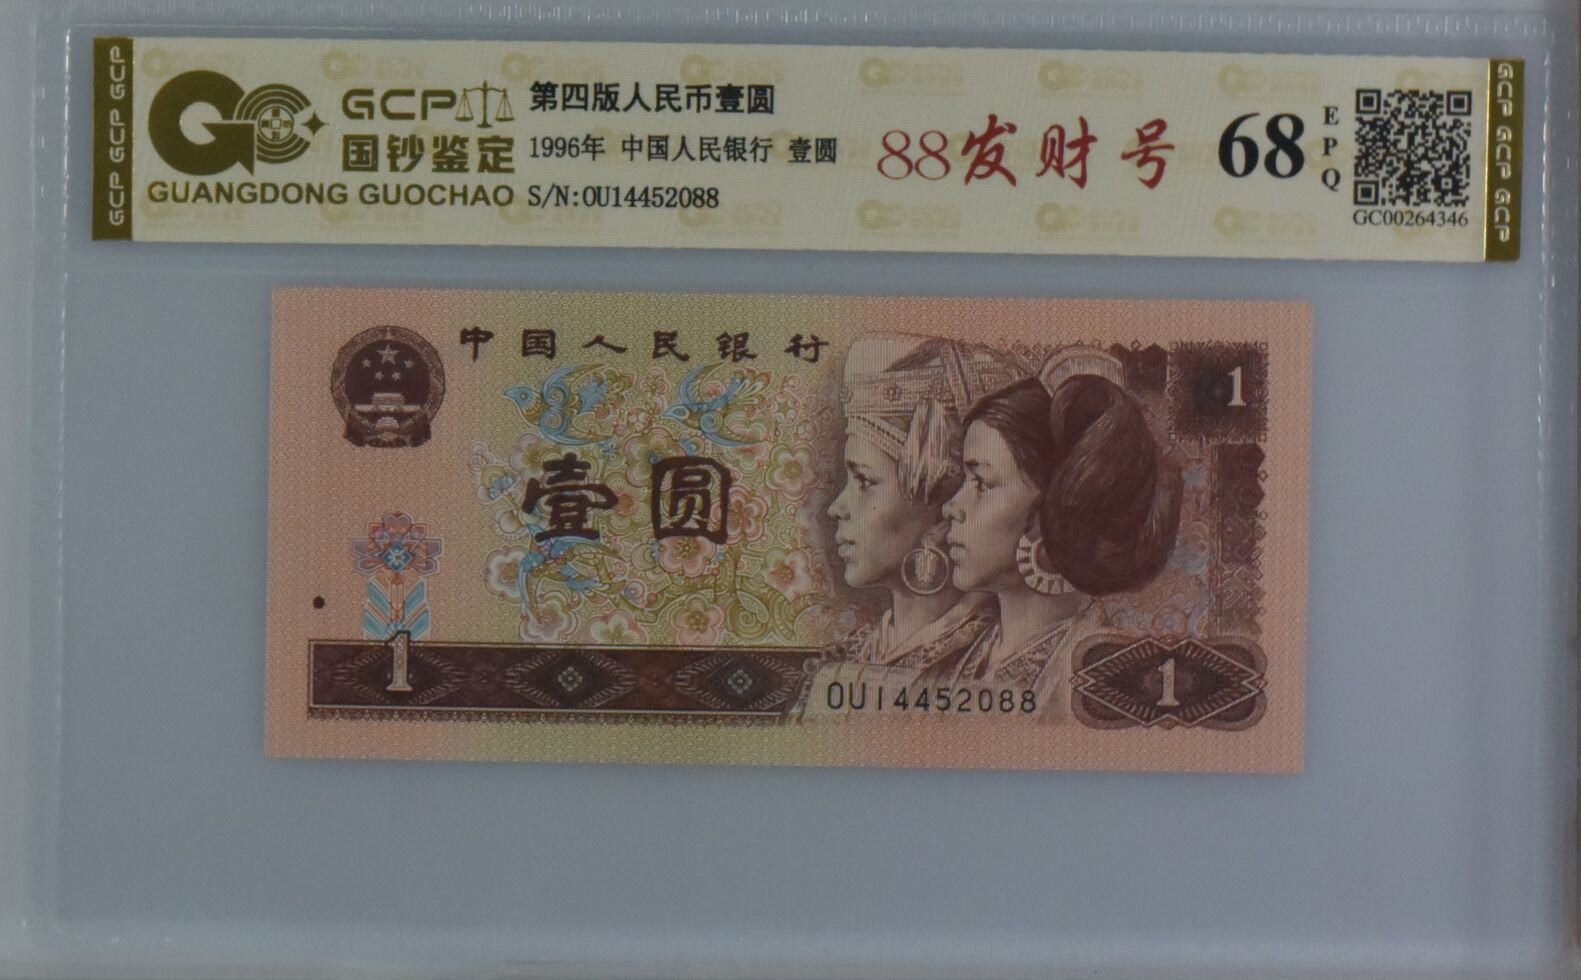 GCP GCP GCP
GCP
国钞鉴定
GUANGDONG GUOCHAO
第四版人民币壹圆
1996年 中国人民银行 壹圆
S/N:OU14452088
88发财号
68
EPQ
GC00264346
GCP GCP GCP
中国人民银行
1
壹圆
1
OU14452088
1